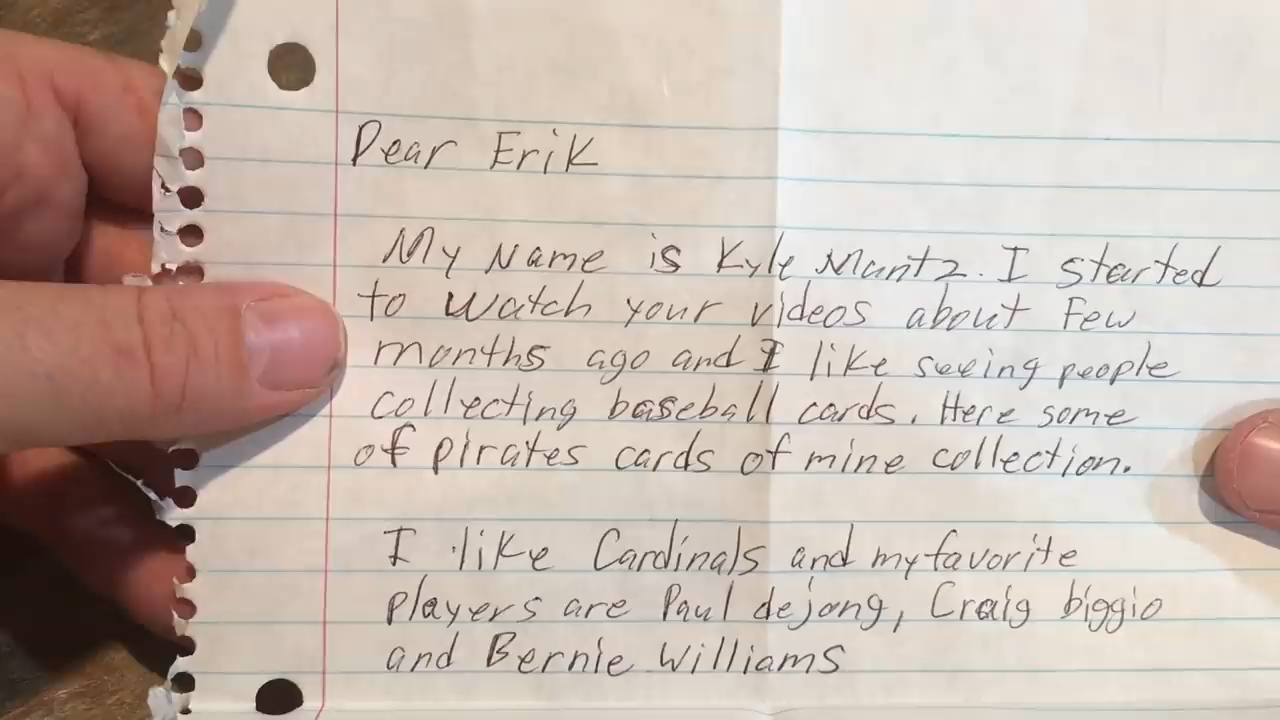 Dear Erik
My Name is Kyle Mantz. I started
to watch your videos about Few
months ago and I like seeing people
collecting baseball cards. Here some
of pirates cards of mine collection.
I like Cardinals and my favorite
players are Paul dejong, Craig biggio
and Bernie Williams